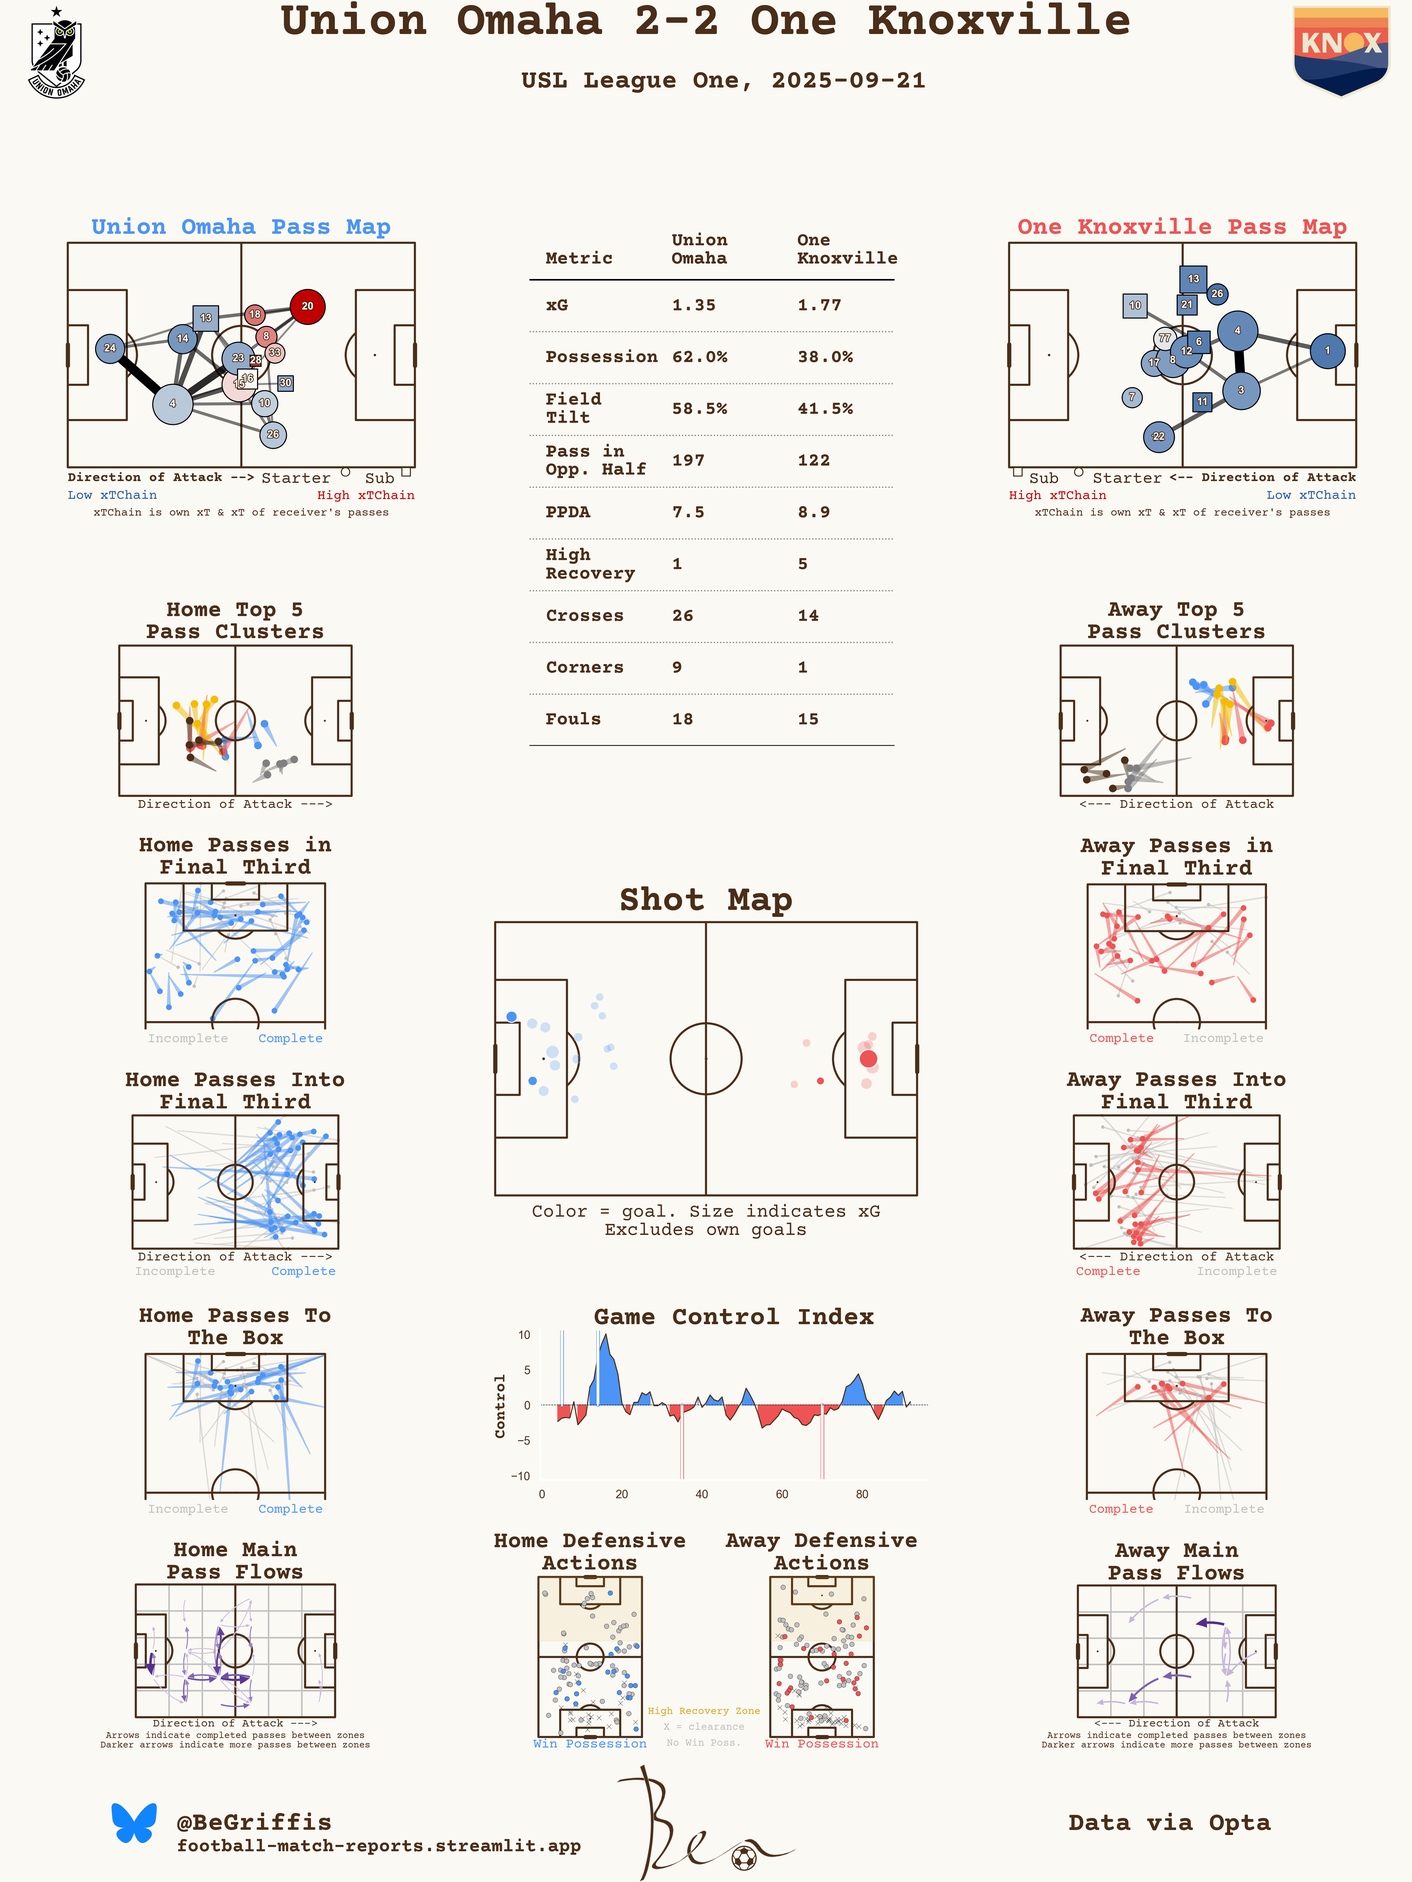 Union Omaha 2-2 One Knoxville
USL League One, 2025-09-21
UNION OMAHA
KNOX
Union Omaha Pass Map
24
14
13
4
23
15
16
28
18
8
33
20
30
10
26
Direction of Attack --> Starter Sub
Low xTChain High xTChain
xTChain is own xT & xT of receiver's passes
Metric Union Omaha One Knoxville
xG 1.35 1.77
Possession 62.0% 38.0%
Field Tilt 58.5% 41.5%
Pass in Opp. Half 197 122
PPDA 7.5 8.9
High Recovery 1 5
Crosses 26 14
Corners 9 1
Fouls 18 15
One Knoxville Pass Map
13
26
21
10
77
6
12
4
1
17
8
3
7
11
22
Sub Starter <-- Direction of Attack
High xTChain Low xTChain
xTChain is own xT & xT of receiver's passes
Home Top 5
Pass Clusters
Direction of Attack --->
Away Top 5
Pass Clusters
<--- Direction of Attack
Home Passes in
Final Third
Incomplete Complete
Away Passes in
Final Third
Complete Incomplete
Shot Map
Color = goal. Size indicates xG
Excludes own goals
Home Passes Into
Final Third
Direction of Attack --->
Incomplete Complete
Away Passes Into
Final Third
<--- Direction of Attack
Complete Incomplete
Home Passes To
The Box
Incomplete Complete
Game Control Index
Control
10
5
0
−5
−10
0 20 40 60 80
Away Passes To
The Box
Complete Incomplete
Home Main
Pass Flows
Direction of Attack --->
Arrows indicate completed passes between zones
Darker arrows indicate more passes between zones
Home Defensive
Actions
Win Possession
Away Defensive
Actions
Win Possession
High Recovery Zone
X = clearance
No Win Poss.
Away Main
Pass Flows
<--- Direction of Attack
Arrows indicate completed passes between zones
Darker arrows indicate more passes between zones
@BeGriffis
football-match-reports.streamlit.app
Ben
Data via Opta